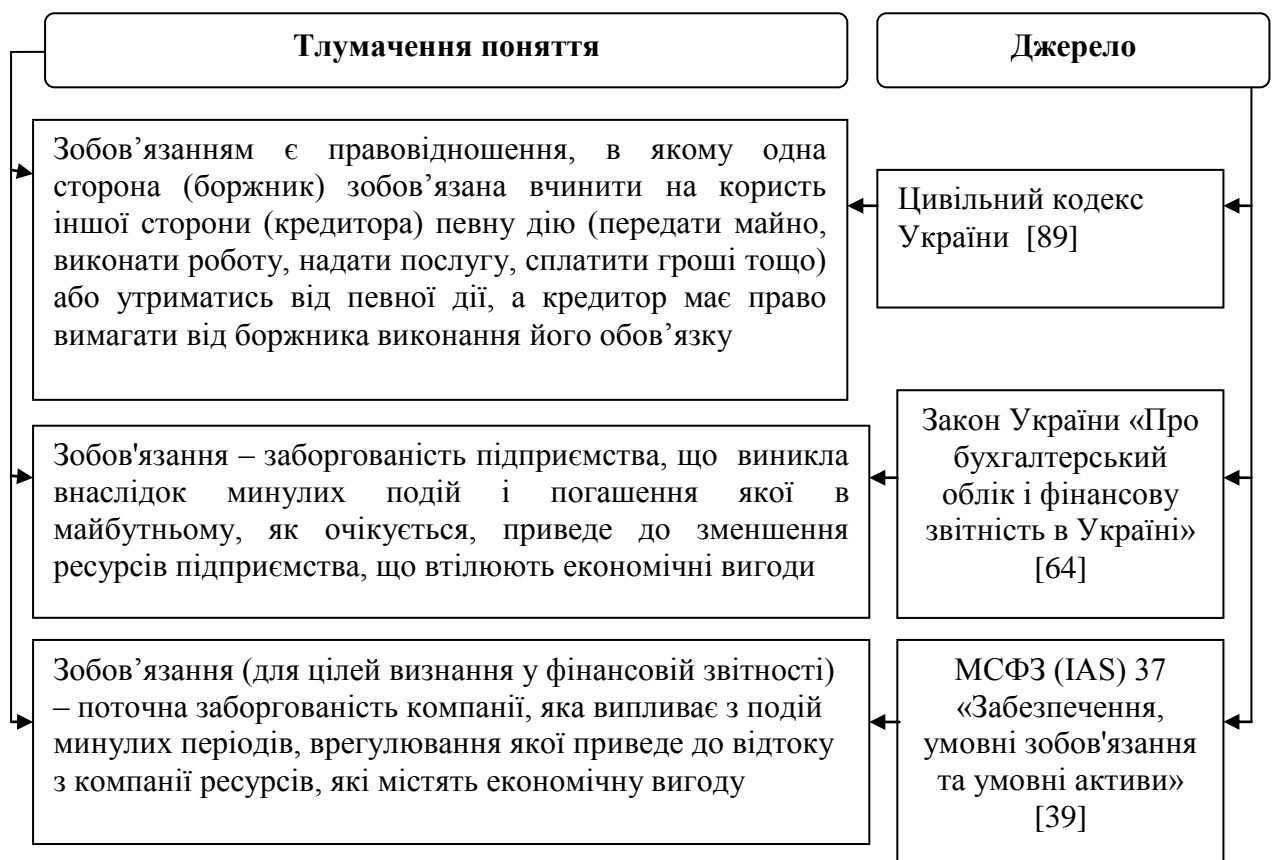 Тлумачення поняття
Джерело
Зобов’язанням є правовідношення, в якому одна
сторона (боржник) зобов’язана вчинити на користь
іншої сторони (кредитора) певну дію (передати майно,
виконати роботу, надати послугу, сплатити гроші тощо)
або утриматись від певної дії, а кредитор має право
вимагати від боржника виконання його обов’язку
Цивільний кодекс
України [89]
Зобов'язання – заборгованість підприємства, що виникла
внаслідок минулих подій і погашення якої в
майбутньому, як очікується, приведе до зменшення
ресурсів підприємства, що втілюють економічні вигоди
Закон України «Про
бухгалтерський
облік і фінансову
звітність в Україні»
[64]
Зобов’язання (для цілей визнання у фінансовій звітності)
– поточна заборгованість компанії, яка випливає з подій
минулих періодів, врегулювання якої приведе до відтоку
з компанії ресурсів, які містять економічну вигоду
МСФЗ (IAS) 37
«Забезпечення,
умовні зобов'язання
та умовні активи»
[39]